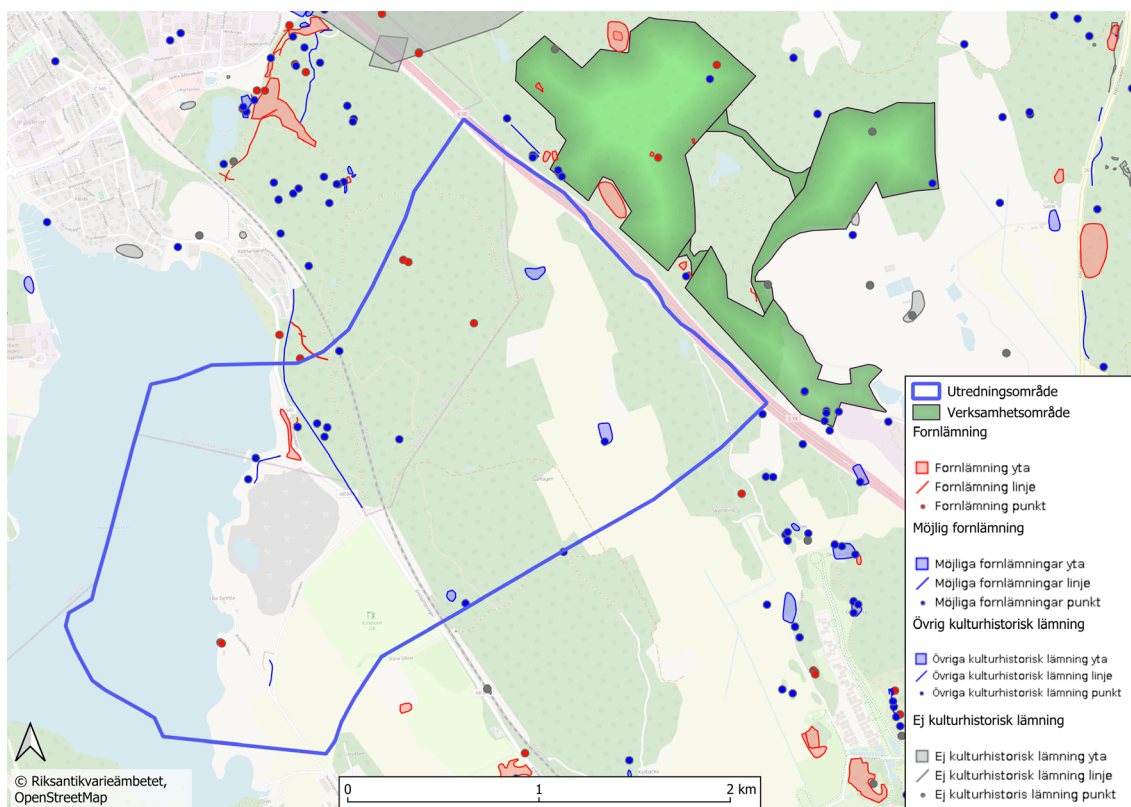 Utredningsområde
Verksamhetsområde
Fornlämning
Fornlämning yta
Fornlämning linje
Fornlämning punkt
Möjlig fornlämning
Möjliga fornlämningar yta
Möjliga fornlämningar linje
Möjliga fornlämningar punkt
Övrig kulturhistorisk lämning
Övriga kulturhistorisk lämning yta
Övriga kulturhistorisk lämning linje
Övriga kulturhistorisk lämning punkt
Ej kulturhistorisk lämning
Ej kulturhistorisk lämning yta
Ej kulturhistorisk lämning linje
Ej kulturhistoris lämning punkt
© Riksantikvarieämbetet,
OpenStreetMap
0 1 2 km